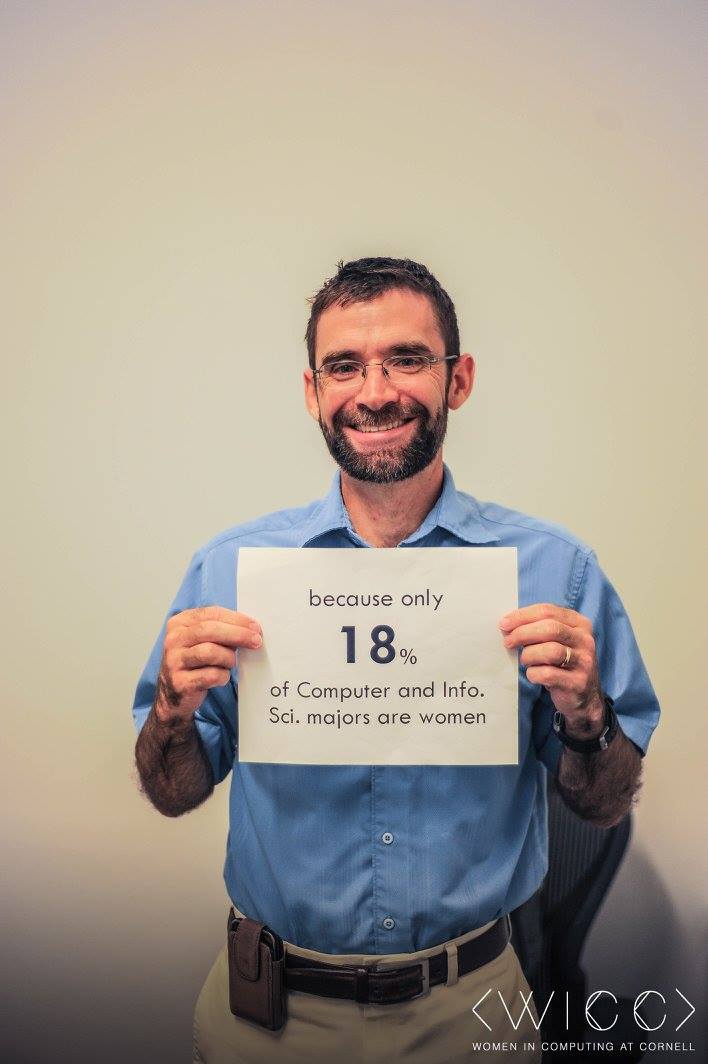 because only
18%
of Computer and Info.
Sci. majors are women
<WICC>
WOMEN IN COMPUTING AT CORNELL